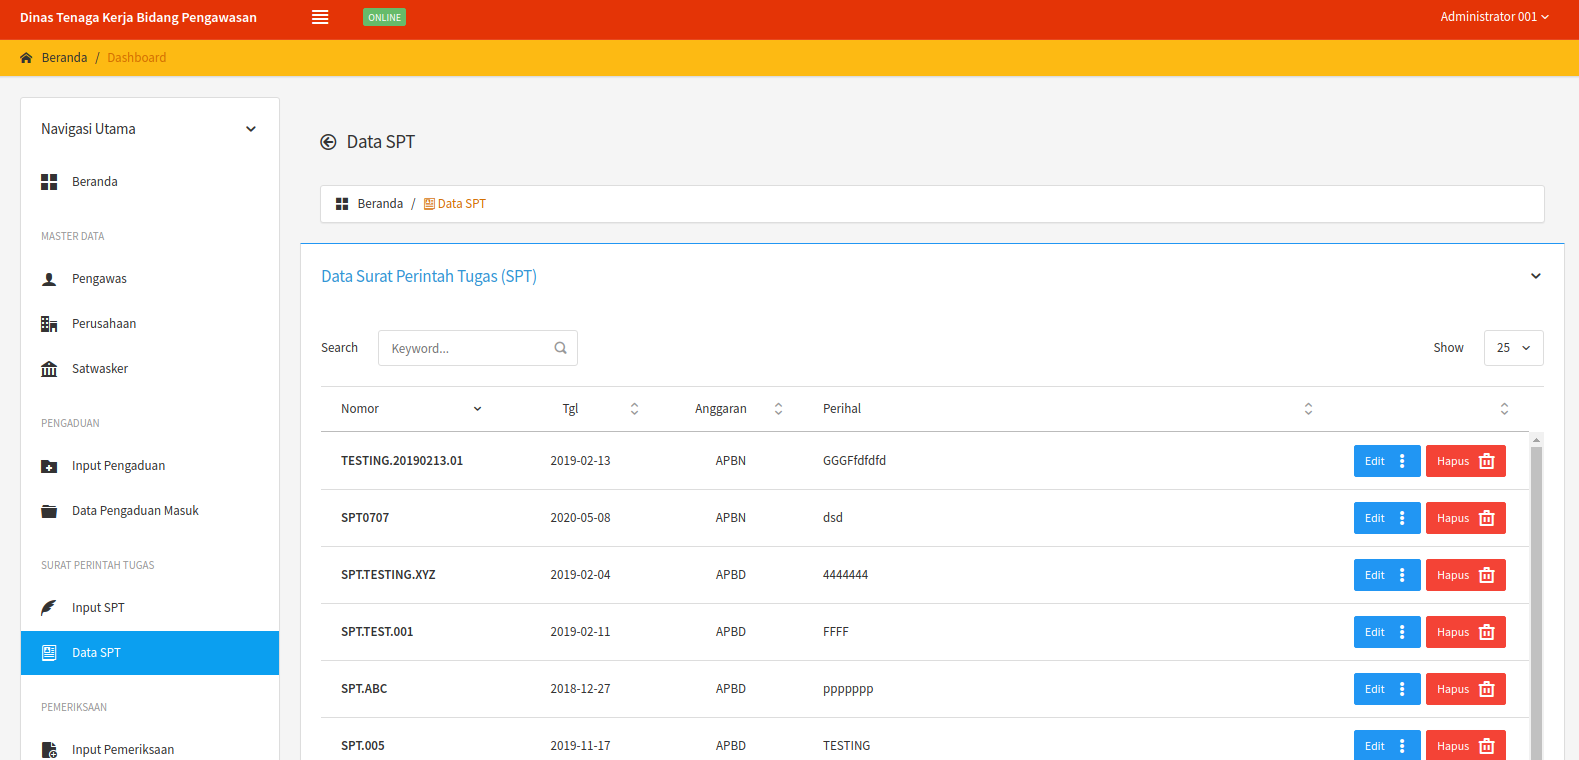 Dinas Tenaga Kerja Bidang Pengawasan
ONLINE
Administrator 001
Beranda / Dashboard
Navigasi Utama
Beranda
MASTER DATA
Pengawas
Perusahaan
Satwasker
PENGADUAN
Input Pengaduan
Data Pengaduan Masuk
SURAT PERINTAH TUGAS
Input SPT
Data SPT
PEMERIKSAAN
Input Pemeriksaan
Data SPT
Beranda / Data SPT
Data Surat Perintah Tugas (SPT)
Search Keyword... Show 25
Nomor Tgl Anggaran Perihal
TESTING.20190213.01 2019-02-13 APBN GGGFfdfdfd Edit Hapus
SPT0707 2020-05-08 APBN dsd Edit Hapus
SPT.TESTING.XYZ 2019-02-04 APBD 4444444 Edit Hapus
SPT.TEST.001 2019-02-11 APBD FFFF Edit Hapus
SPT.ABC 2018-12-27 APBD ppppppp Edit Hapus
SPT.005 2019-11-17 APBD TESTING Edit Hapus